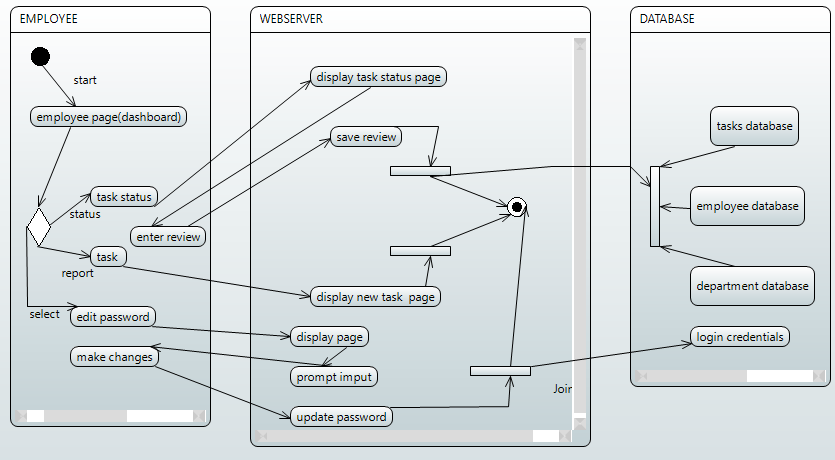 EMPLOYEE
start
employee page(dashboard)
task status
status
enter review
task
report
select
edit password
make changes
WEBSERVER
display task status page
save review
display new task  page
display page
prompt imput
update password
Join
DATABASE
tasks database
employee database
department database
login credentials